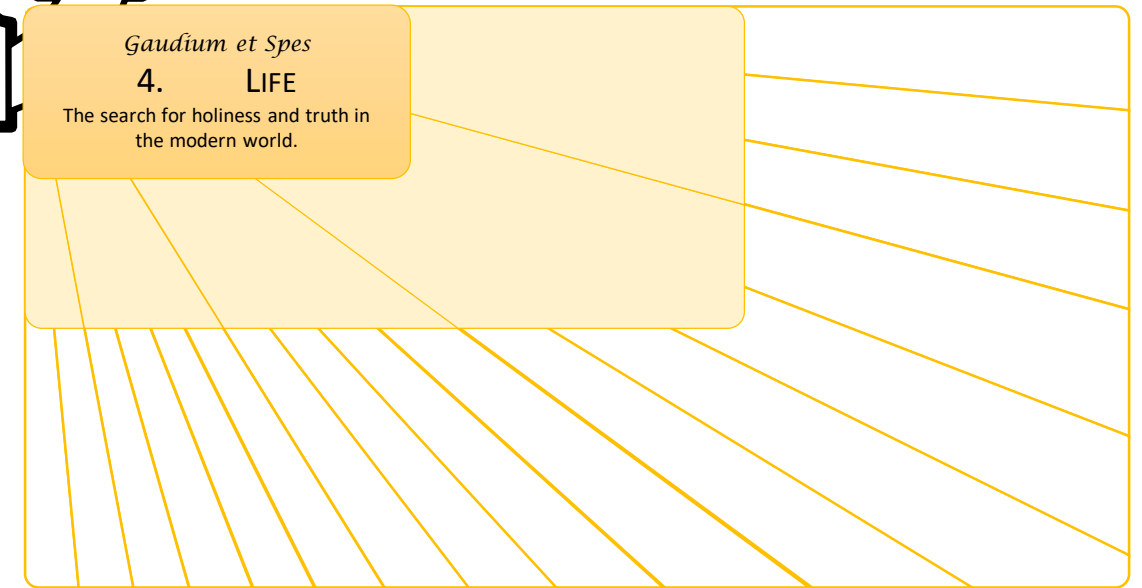 Gaudium et Spes
4. LIFE
The search for holiness and truth in
the modern world.